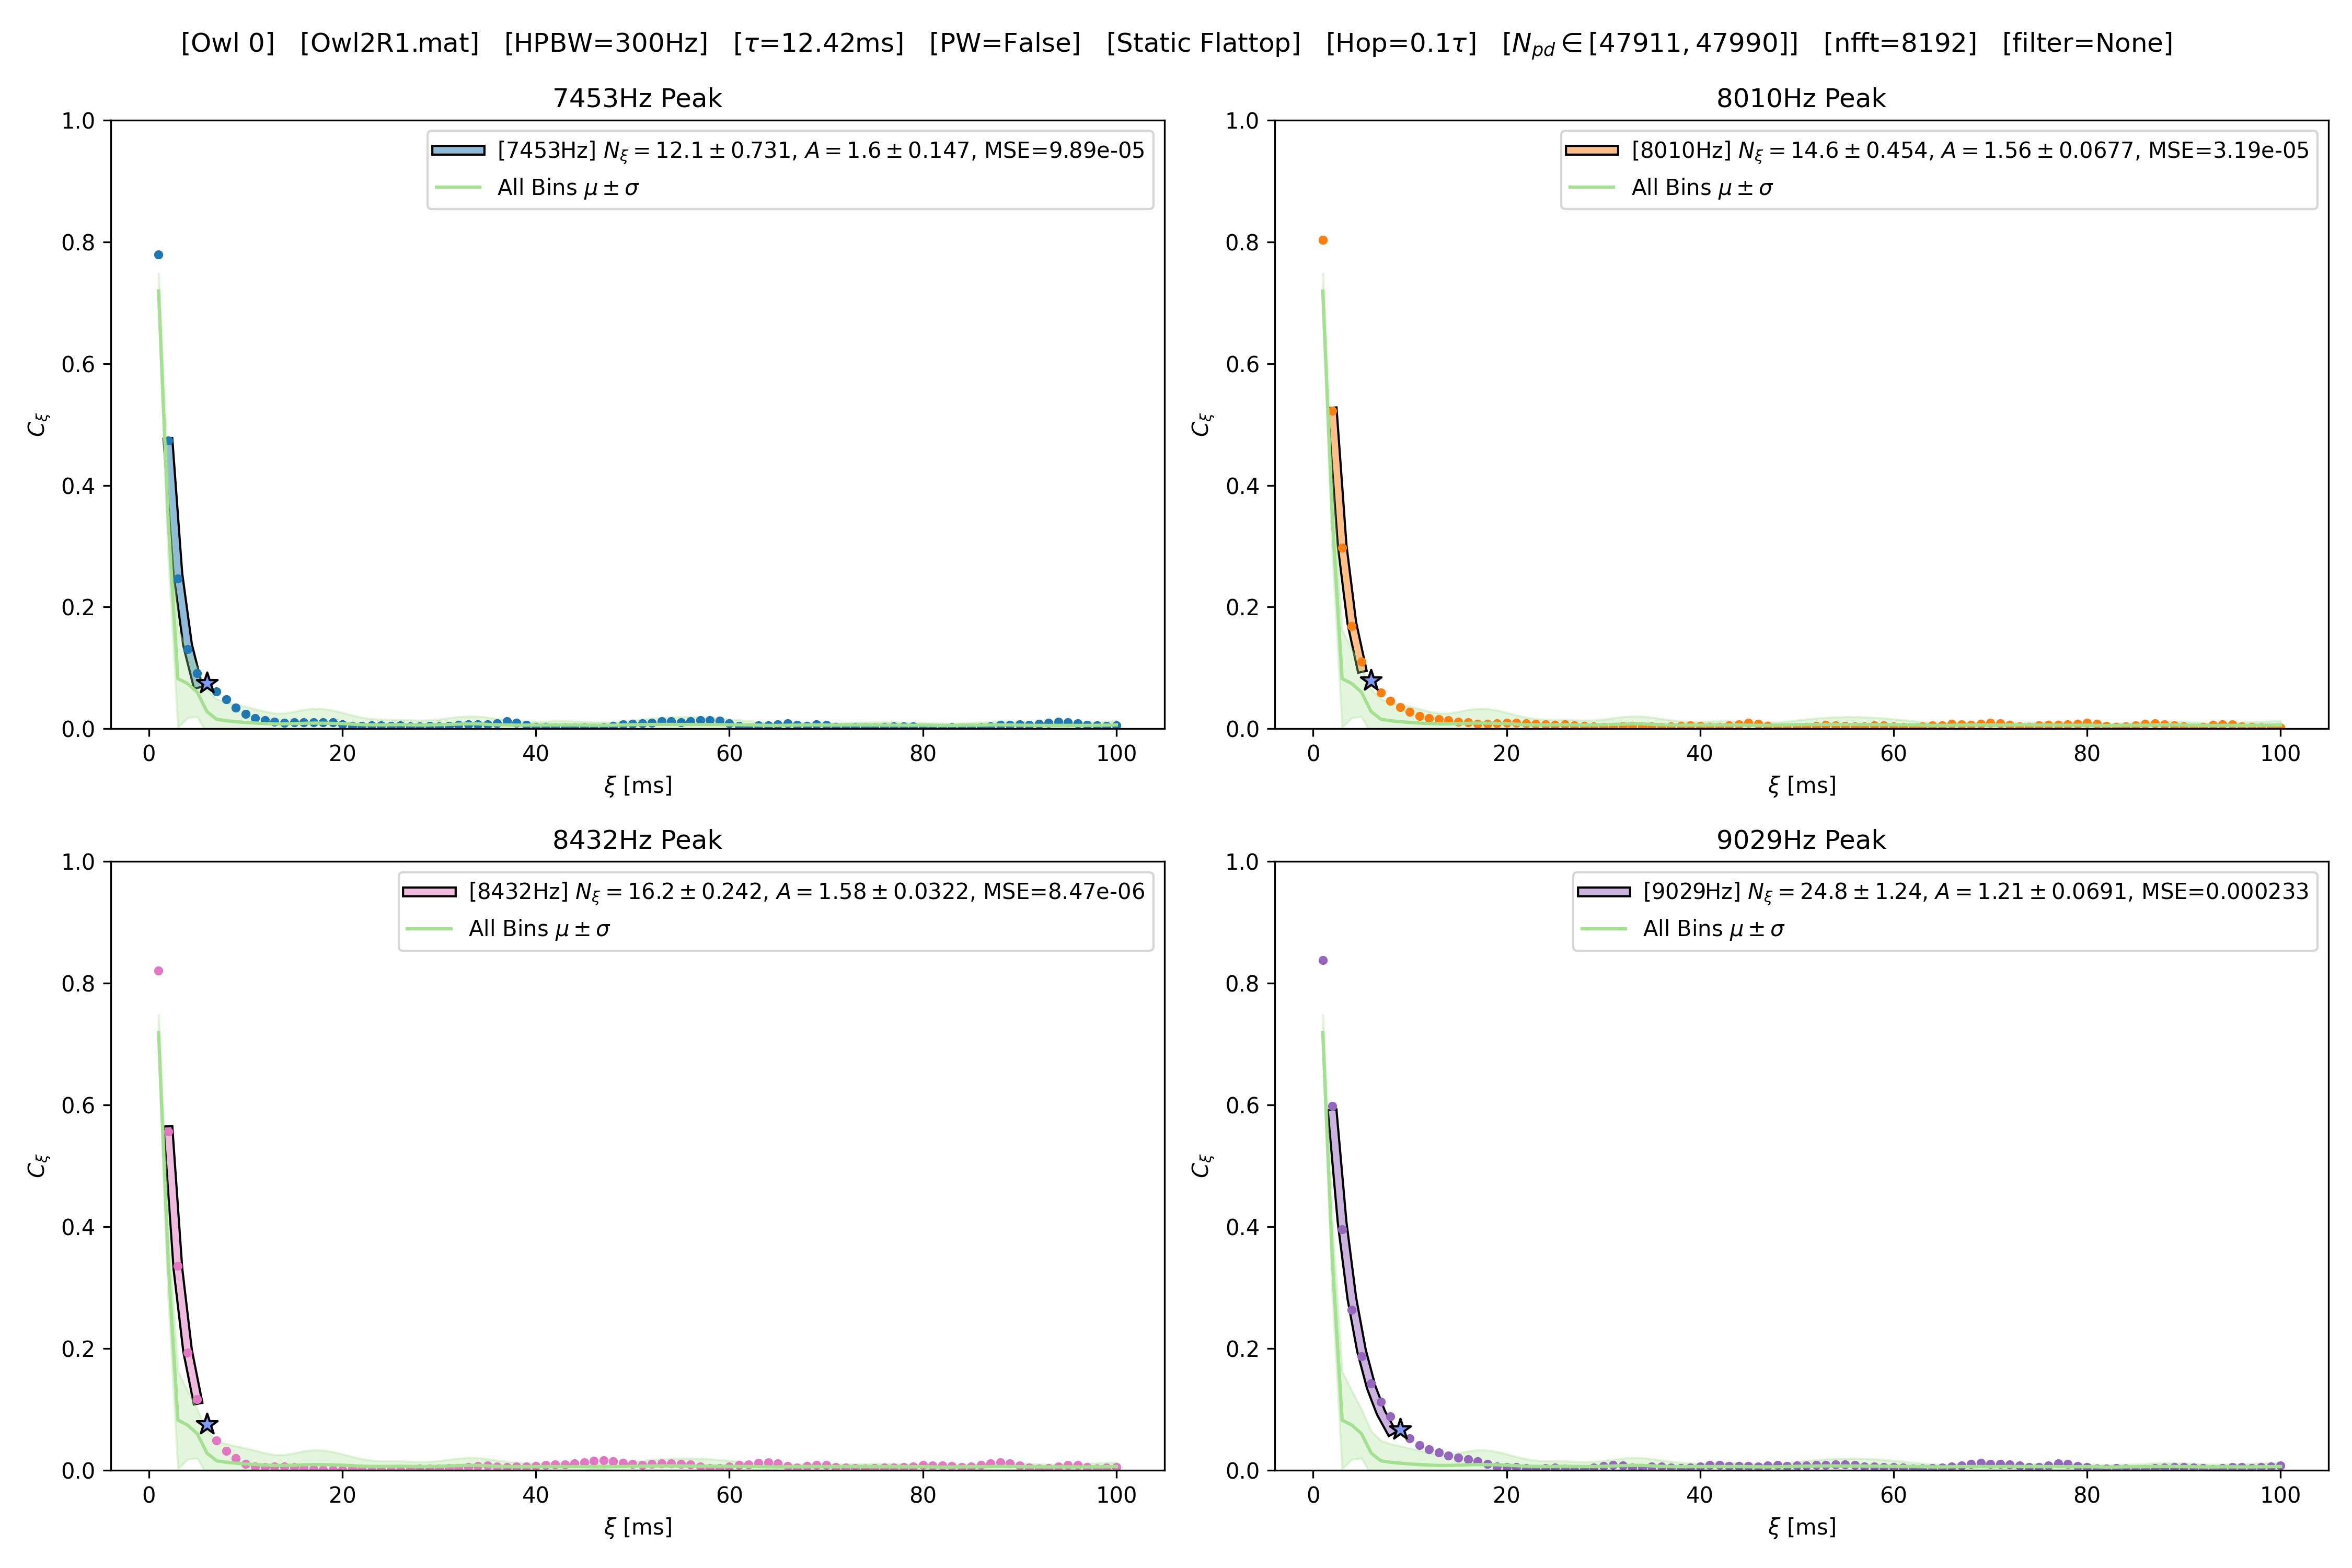 [Owl 0] [Owl2R1.mat] [HPBW=300Hz] [τ=12.42ms] [PW=False] [Static Flattop] [Hop=0.1τ] [N_pd ∈ [47911, 47990]] [nfft=8192] [filter=None]
7453Hz Peak
[7453Hz] N_ξ = 12.1 ± 0.731, A = 1.6 ± 0.147, MSE=9.89e-05
All Bins μ ± σ
1.0
0.8
0.6
0.4
0.2
0.0
C_ξ
0 20 40 60 80 100
ξ [ms]
8010Hz Peak
[8010Hz] N_ξ = 14.6 ± 0.454, A = 1.56 ± 0.0677, MSE=3.19e-05
All Bins μ ± σ
1.0
0.8
0.6
0.4
0.2
0.0
C_ξ
0 20 40 60 80 100
ξ [ms]
8432Hz Peak
[8432Hz] N_ξ = 16.2 ± 0.242, A = 1.58 ± 0.0322, MSE=8.47e-06
All Bins μ ± σ
1.0
0.8
0.6
0.4
0.2
0.0
C_ξ
0 20 40 60 80 100
ξ [ms]
9029Hz Peak
[9029Hz] N_ξ = 24.8 ± 1.24, A = 1.21 ± 0.0691, MSE=0.000233
All Bins μ ± σ
1.0
0.8
0.6
0.4
0.2
0.0
C_ξ
0 20 40 60 80 100
ξ [ms]